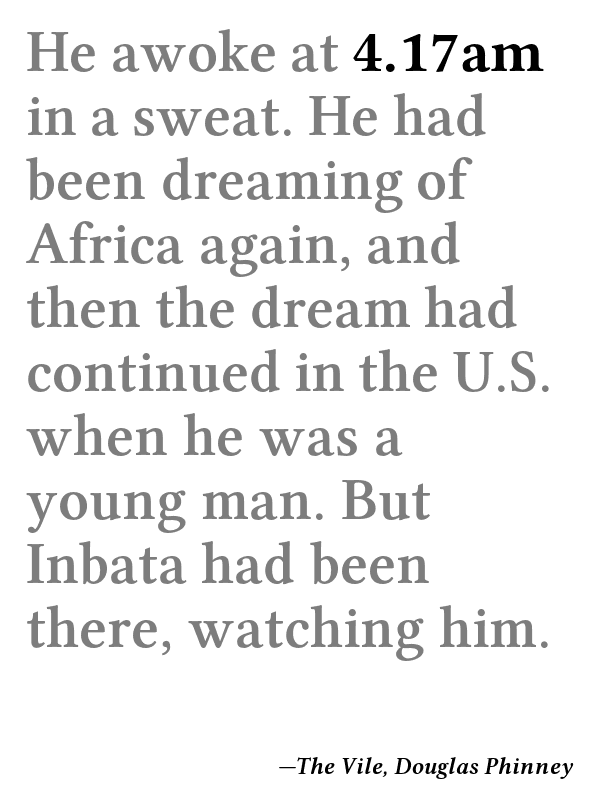 He awoke at 4.17am
in a sweat. He had
been dreaming of
Africa again, and
then the dream had
continued in the U.S.
when he was a
young man. But
Inbata had been
there, watching him.
—The Vile, Douglas Phinney